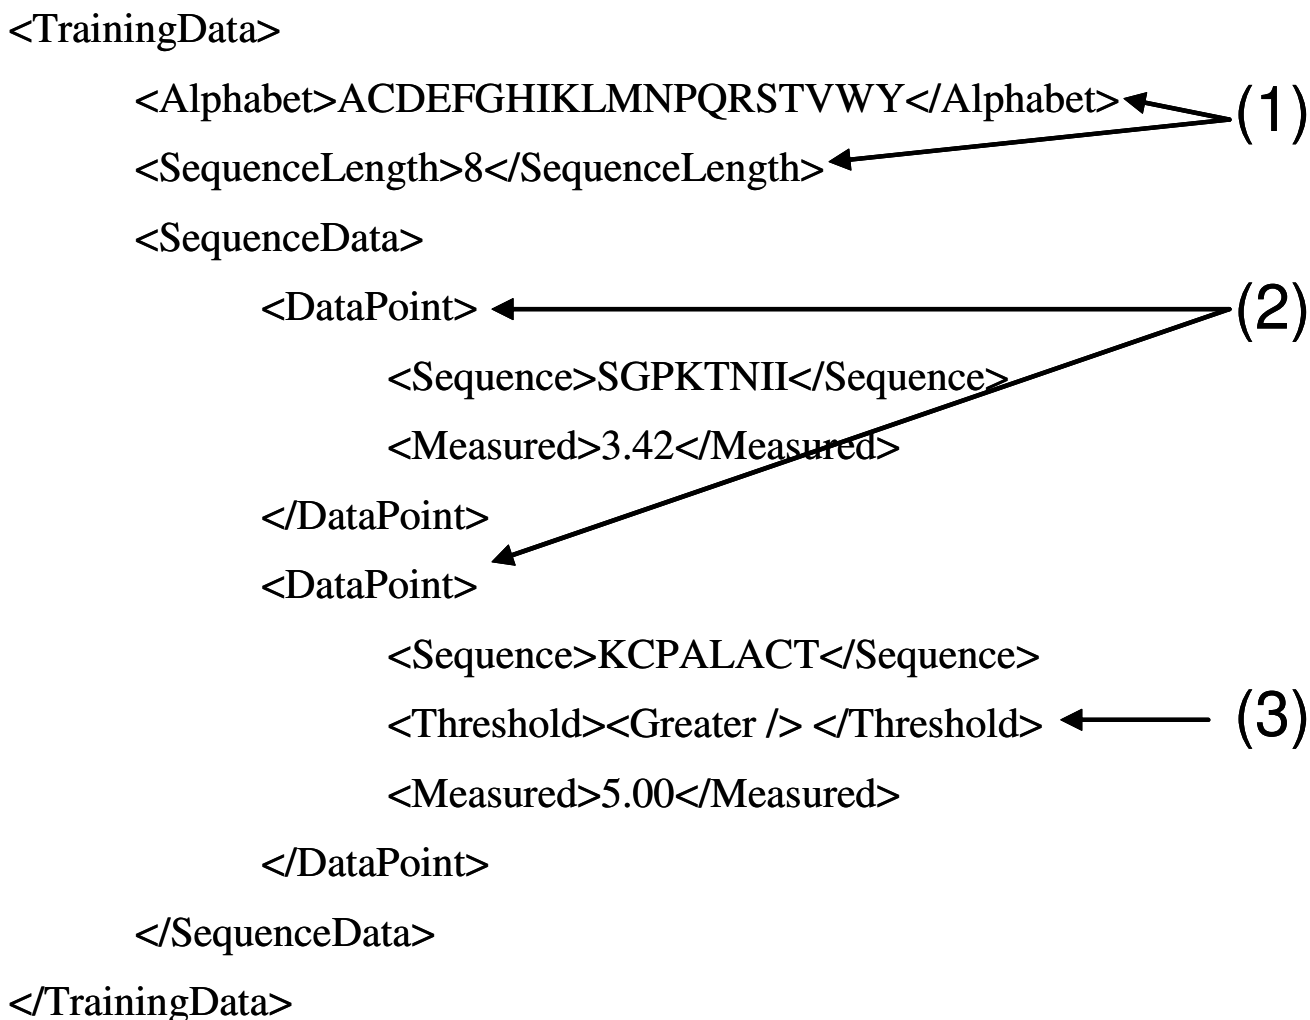 <TrainingData>
<Alphabet>ACDEFGHIKLMNPQRSTVWY</Alphabet> (1)
<SequenceLength>8</SequenceLength>
<SequenceData>
<DataPoint> (2)
<Sequence>SGPKTNII</Sequence>
<Measured>3.42</Measured>
</DataPoint>
<DataPoint>
<Sequence>KCPALACT</Sequence>
<Threshold><Greater /> </Threshold> (3)
<Measured>5.00</Measured>
</DataPoint>
</SequenceData>
</TrainingData>